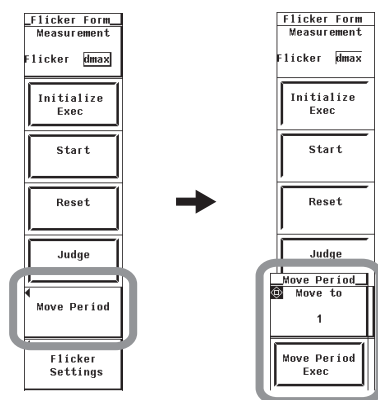 Flicker Form
Measurement
Flicker dmax
Initialize
Exec
Start
Reset
Judge
Move Period
Flicker
Settings
Flicker Form
Measurement
Flicker dmax
Initialize
Exec
Start
Reset
Judge
Move Period
Move to
1
Move Period
Exec